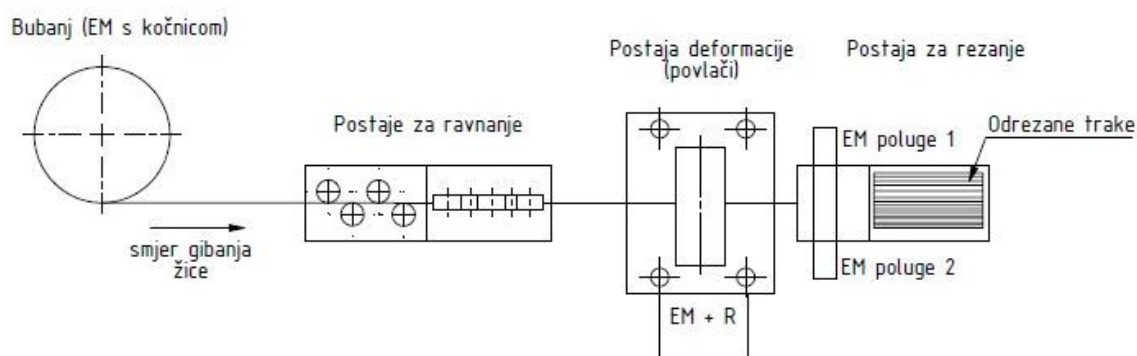 Bubanj (EM s kočnicom)
Postaje za ravnanje
Postaja deformacije
(povlači)
Postaja za rezanje
EM poluge 1
Odrezane trake
smjer gibanja
žice
EM poluge 2
EM + R